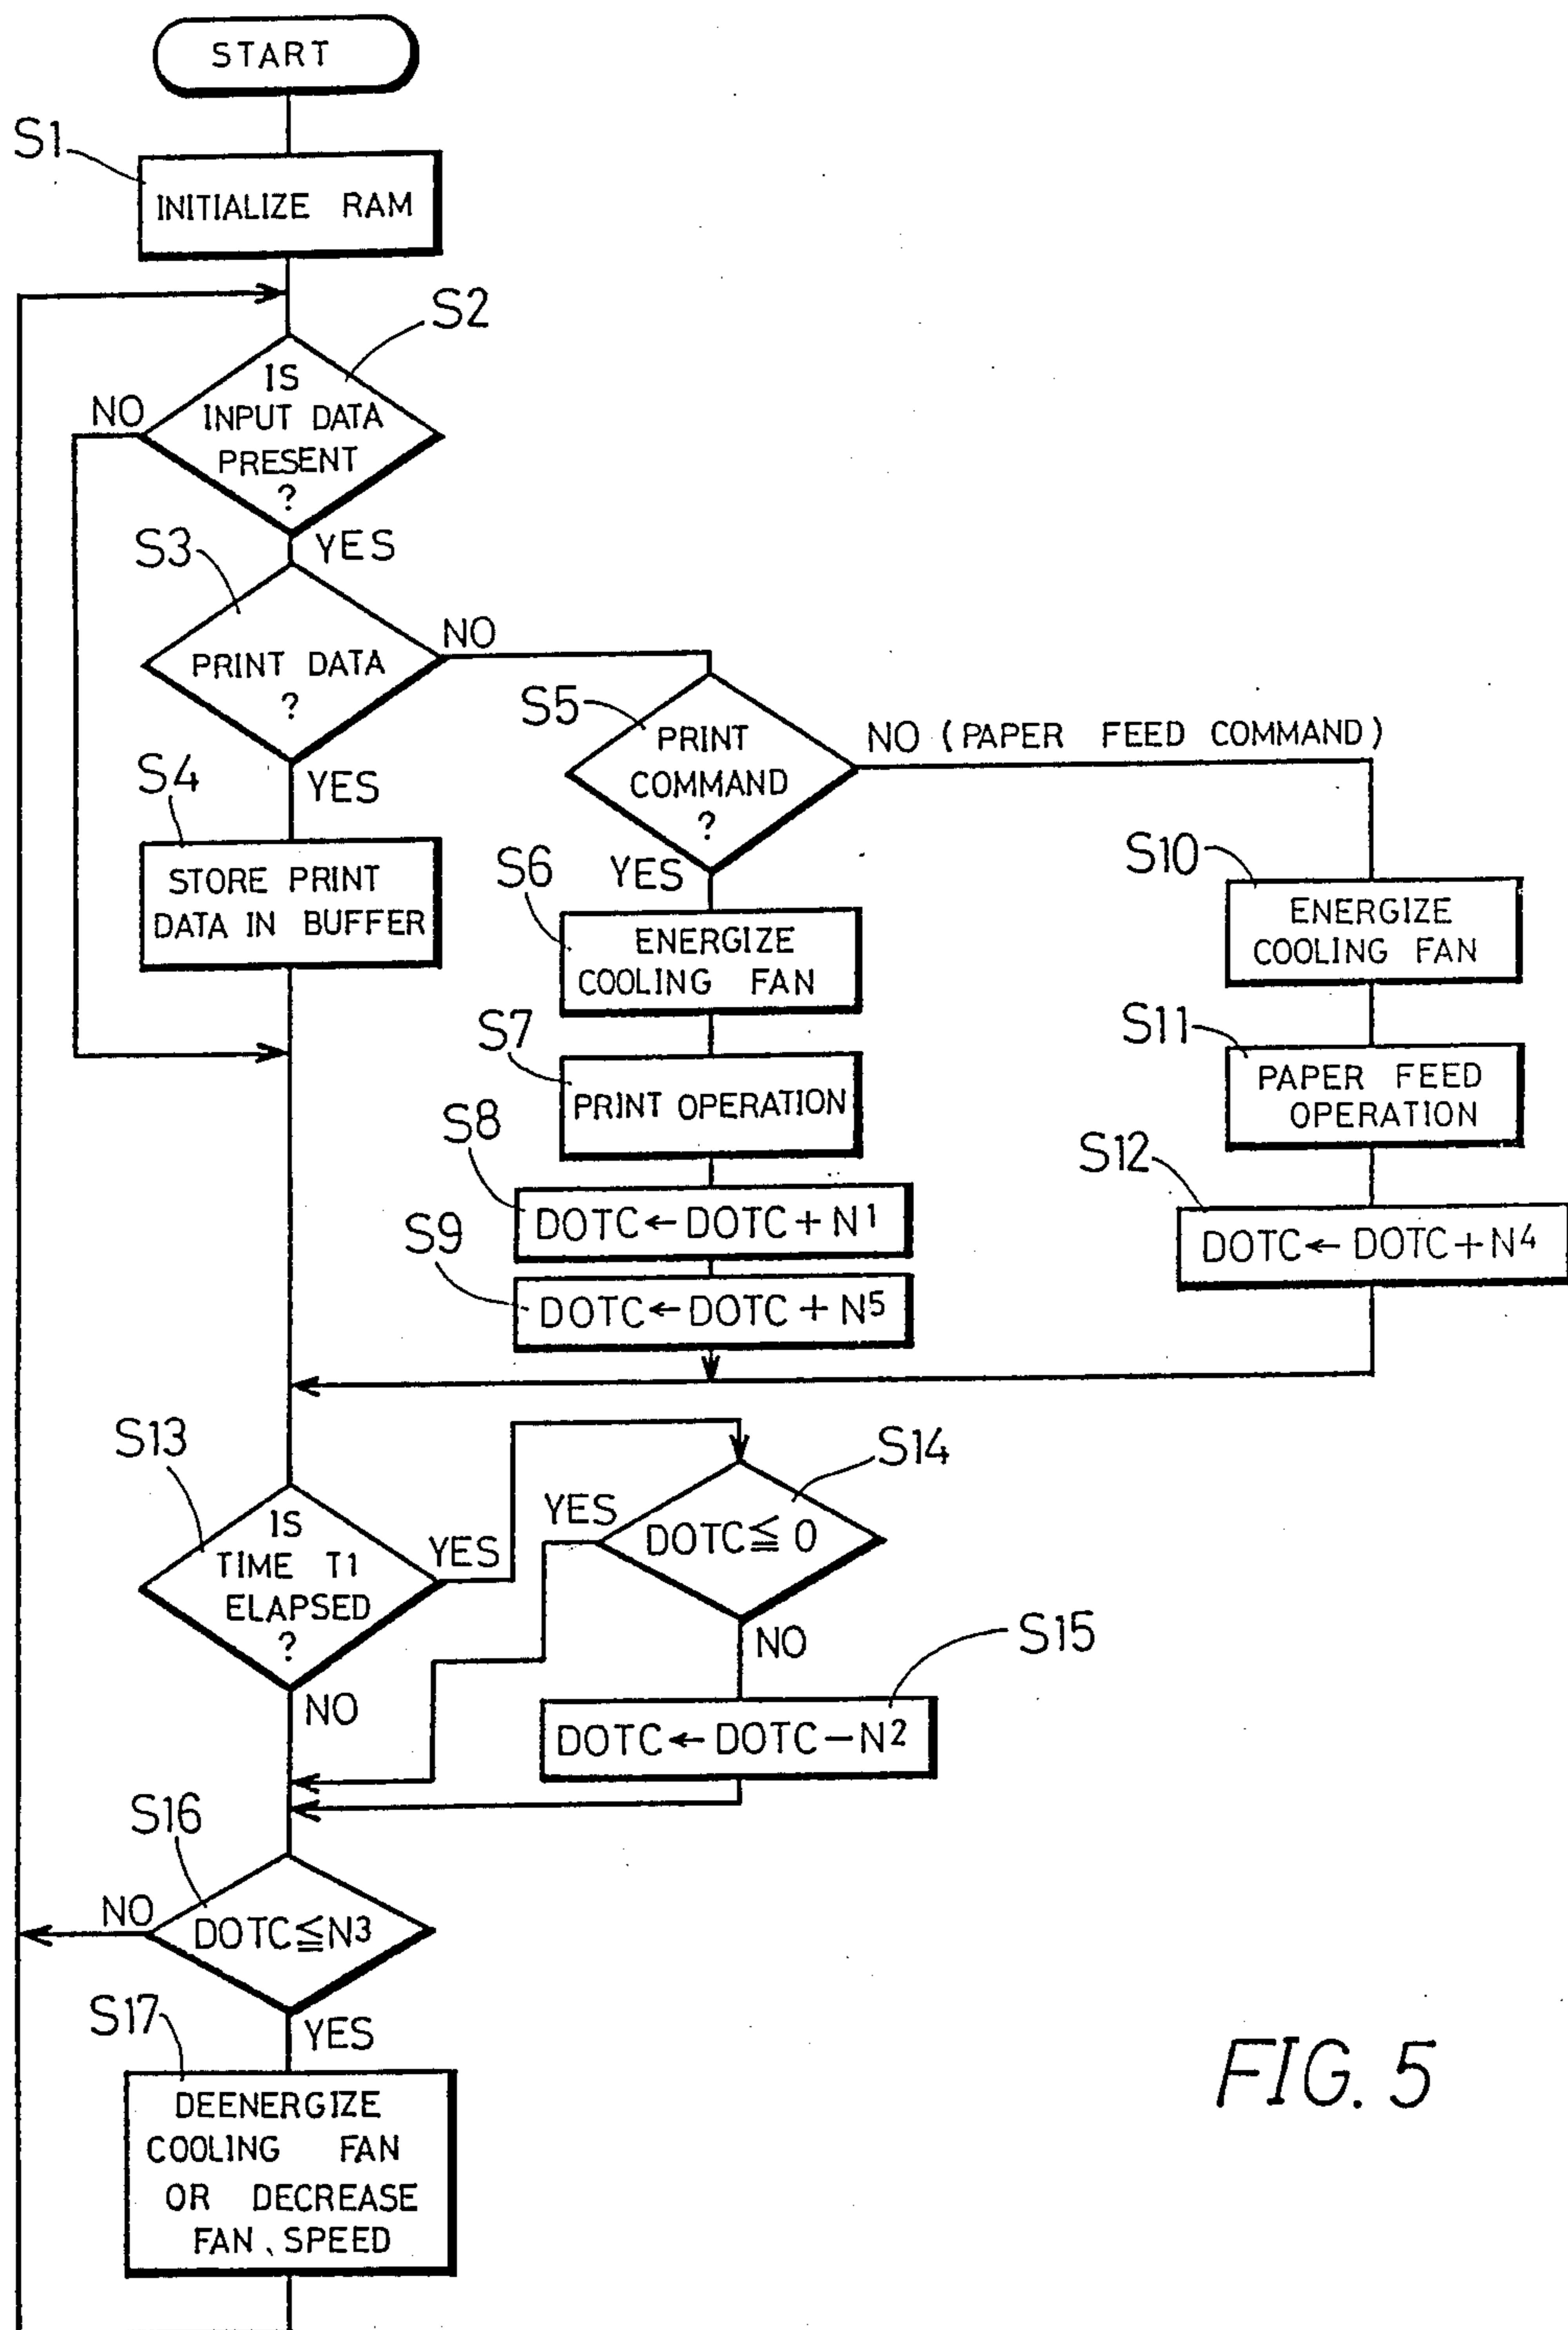 START
S1
INITIALIZE RAM
S2
IS
INPUT DATA
PRESENT
?
NO
YES
S3
PRINT DATA
?
NO
YES
S4
STORE PRINT
DATA IN BUFFER
S5
PRINT
COMMAND
?
NO (PAPER FEED COMMAND)
YES
S6
ENERGIZE
COOLING FAN
S7
PRINT OPERATION
S8
DOTC←DOTC+N1
S9
DOTC←DOTC+N5
S10
ENERGIZE
COOLING FAN
S11
PAPER FEED
OPERATION
S12
DOTC←DOTC+N4
S13
IS
TIME T1
ELAPSED
?
YES
NO
S14
DOTC≦0
YES
NO
S15
DOTC←DOTC−N2
S16
DOTC≦N3
NO
YES
S17
DEENERGIZE
COOLING FAN
OR DECREASE
FAN SPEED
FIG. 5